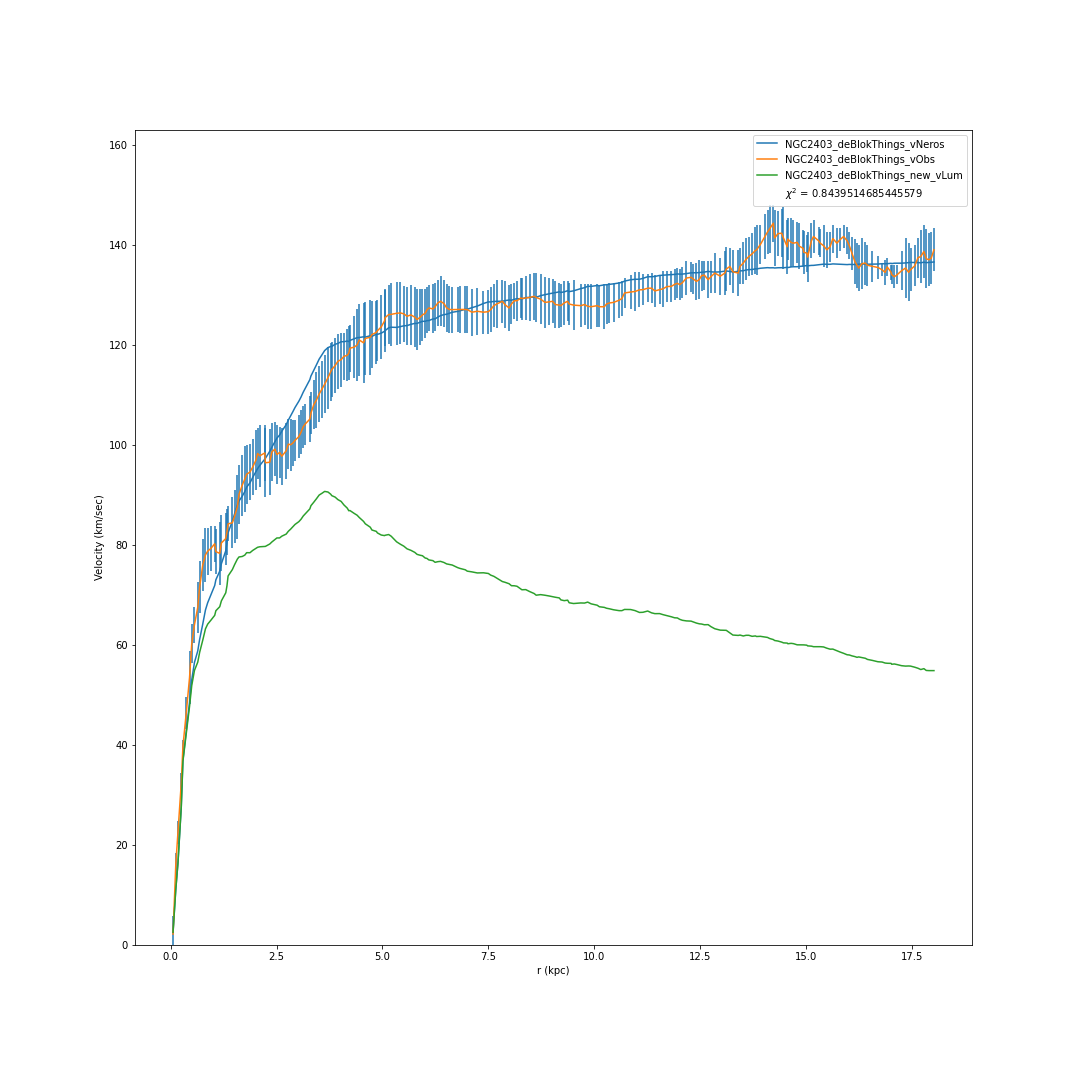 160
140
120
100
80
60
40
20
0
Velocity (km/sec)
NGC2403_deBlokThings_vNeros
NGC2403_deBlokThings_vObs
NGC2403_deBlokThings_new_vLum
χ² = 0.8439514685445579
0.0 2.5 5.0 7.5 10.0 12.5 15.0 17.5
r (kpc)